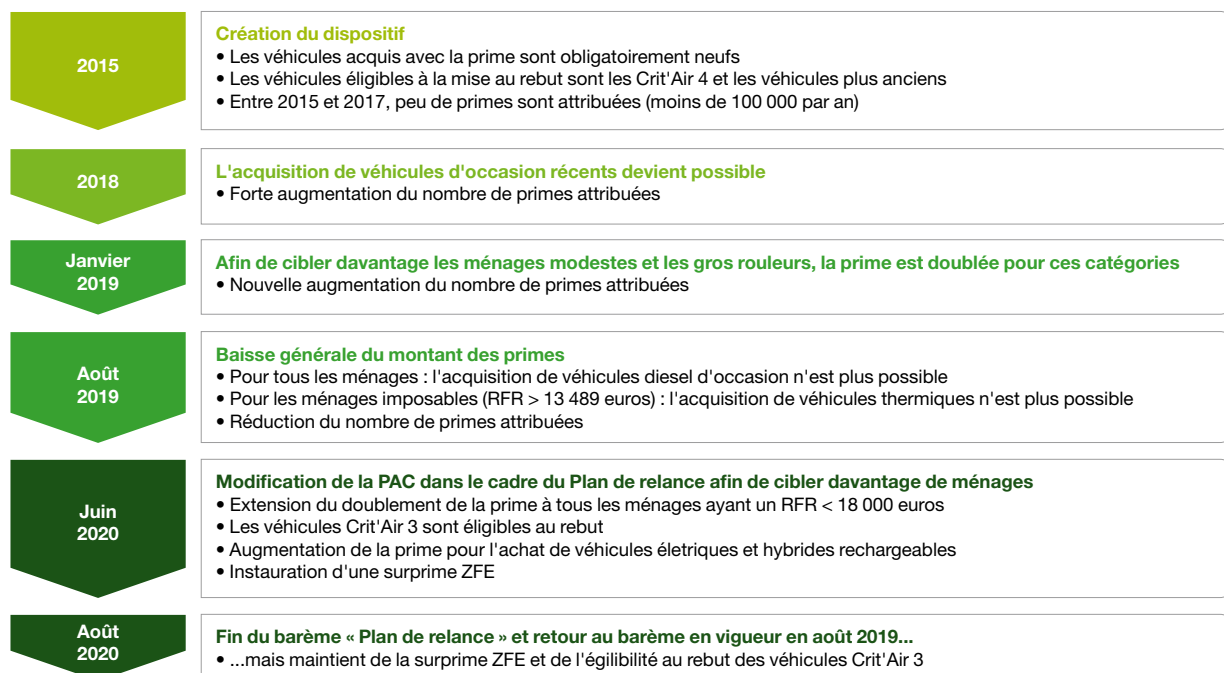 2015
Création du dispositif
• Les véhicules acquis avec la prime sont obligatoirement neufs
• Les véhicules éligibles à la mise au rebut sont les Crit'Air 4 et les véhicules plus anciens
• Entre 2015 et 2017, peu de primes sont attribuées (moins de 100 000 par an)
2018
L'acquisition de véhicules d'occasion récents devient possible
• Forte augmentation du nombre de primes attribuées
Janvier
2019
Afin de cibler davantage les ménages modestes et les gros rouleurs, la prime est doublée pour ces catégories
• Nouvelle augmentation du nombre de primes attribuées
Août
2019
Baisse générale du montant des primes
• Pour tous les ménages : l'acquisition de véhicules diesel d'occasion n'est plus possible
• Pour les ménages imposables (RFR > 13 489 euros) : l'acquisition de véhicules thermiques n'est plus possible
• Réduction du nombre de primes attribuées
Juin
2020
Modification de la PAC dans le cadre du Plan de relance afin de cibler davantage de ménages
• Extension du doublement de la prime à tous les ménages ayant un RFR < 18 000 euros
• Les véhicules Crit'Air 3 sont éligibles au rebut
• Augmentation de la prime pour l'achat de véhicules életriques et hybrides rechargeables
• Instauration d'une surprime ZFE
Août
2020
Fin du barème « Plan de relance » et retour au barème en vigueur en août 2019...
• ...mais maintient de la surprime ZFE et de l'égilibilité au rebut des véhicules Crit'Air 3